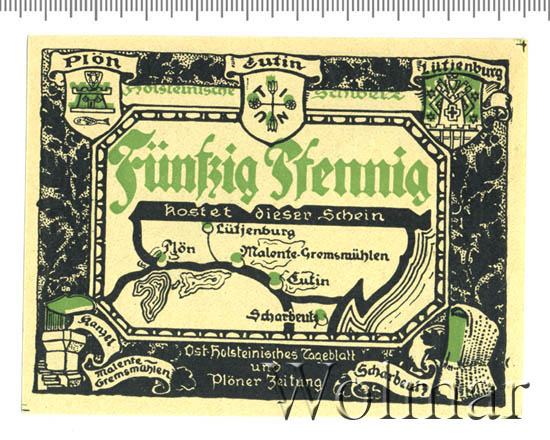 Plön
Eutin
Lütjenburg
Holsteinische Schweiz
Fünfzig Pfennig
kostet dieser Schein
Lütjenburg
Plön
Malente-Gremsmühlen
Eutin
Scharbeutz
Kanzel
Malente-
Gremsmühlen
Ost-Holsteinisches Tageblatt
und
Plöner Zeitung
Scharbeutz
Wolmar